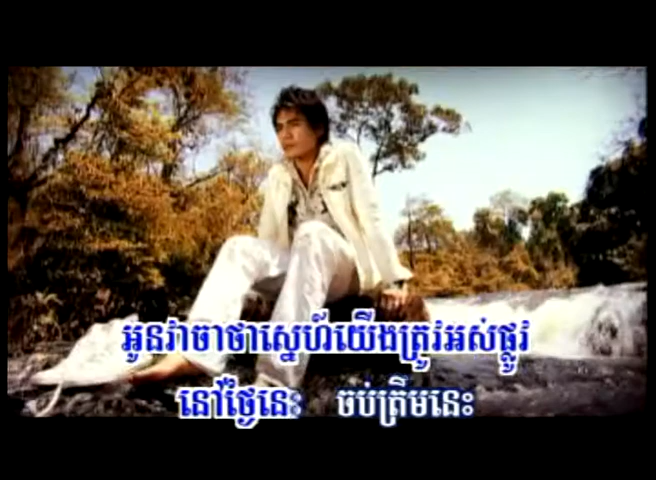 អូនវាចាថាស្នេហ៍យើងត្រូវអស់ផ្លូវ
នៅថ្ងៃនេះ ចប់ត្រឹមនេះ